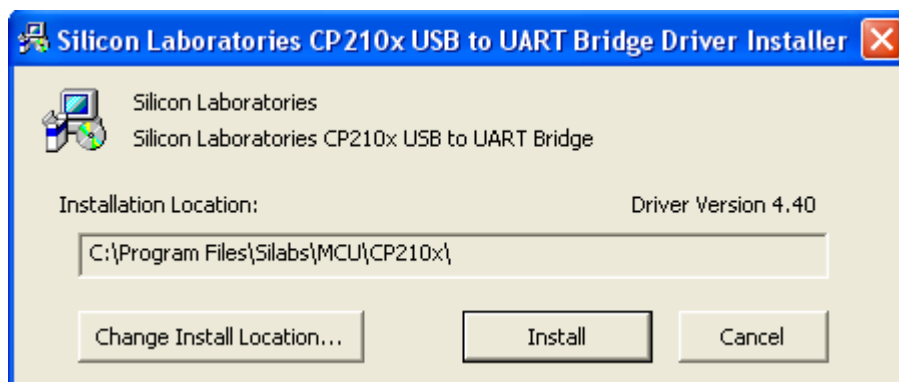 Silicon Laboratories CP210x USB to UART Bridge Driver Installer
Silicon Laboratories
Silicon Laboratories CP210x USB to UART Bridge
Installation Location:
Driver Version 4.40
C:\Program Files\Silabs\MCU\CP210x\
Change Install Location...
Install
Cancel